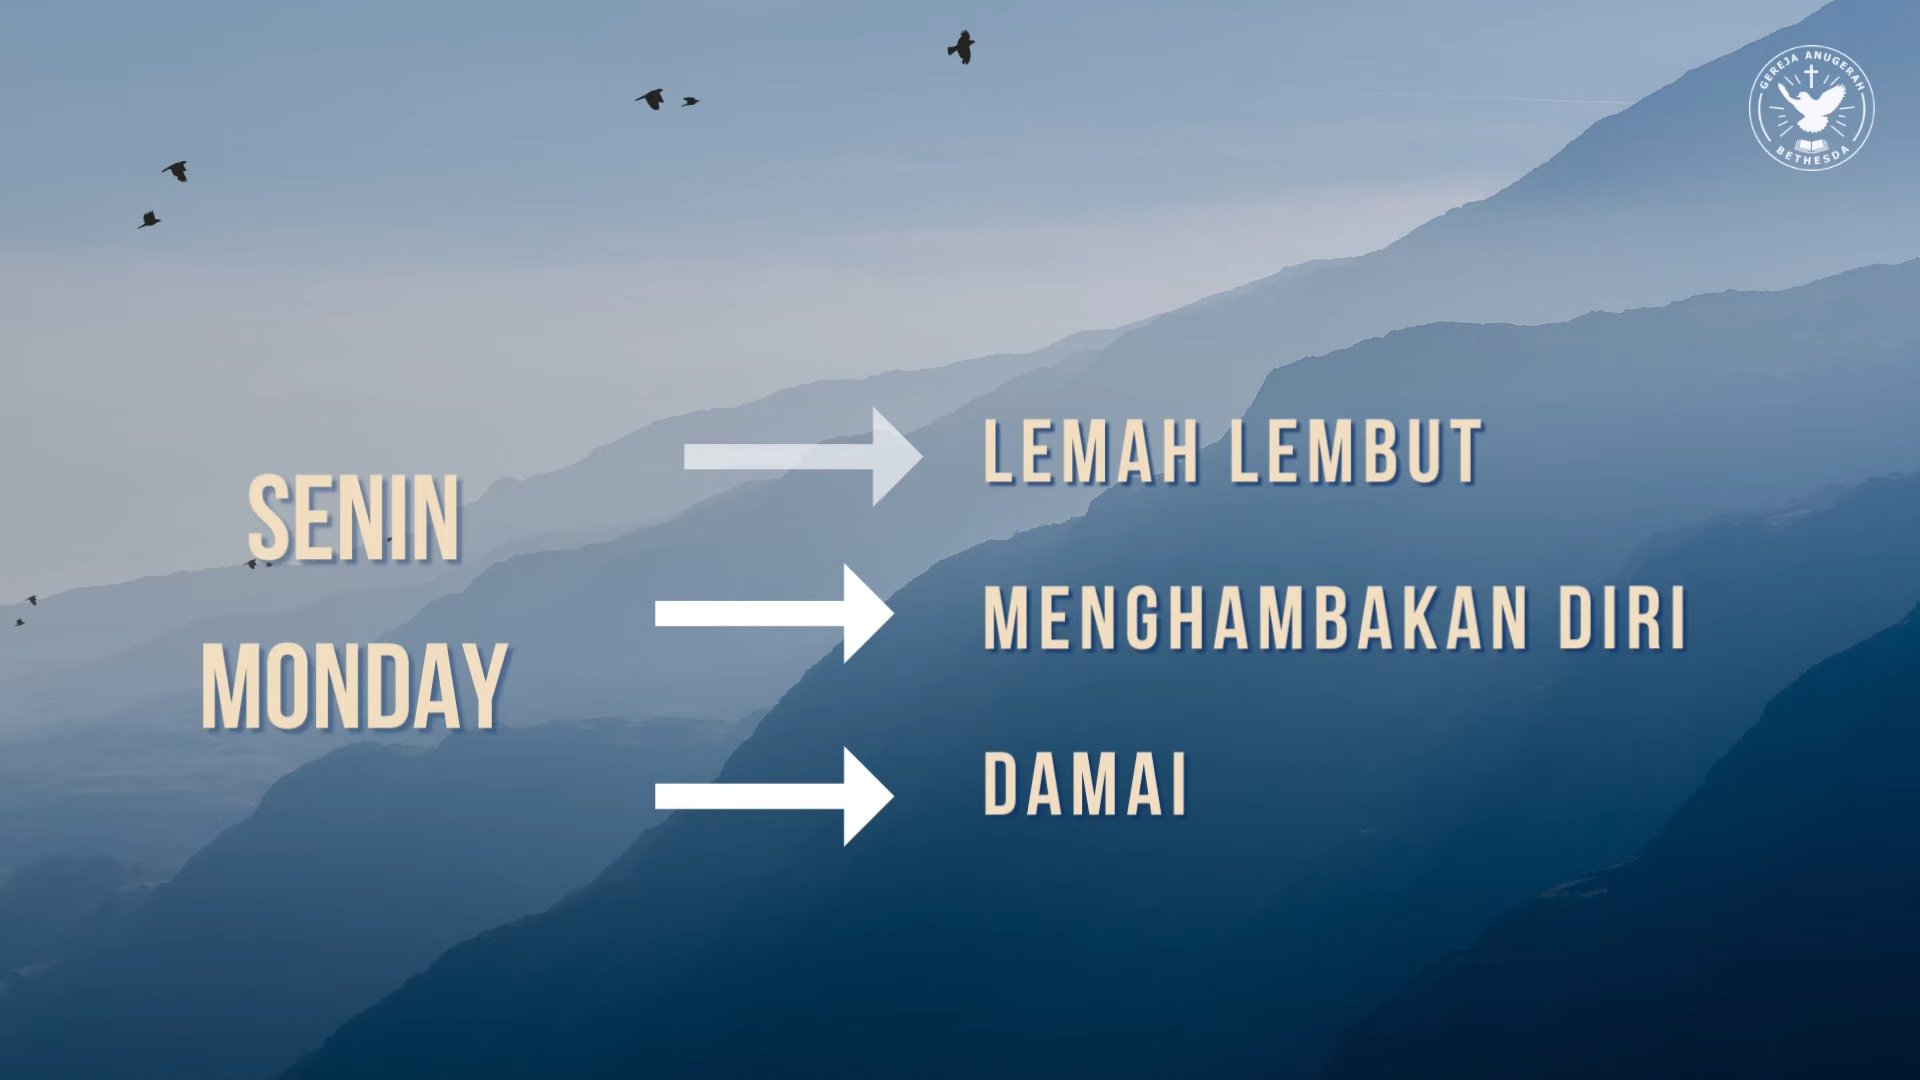 GEREJA ANUGERAH
BETHESDA
SENIN
MONDAY
LEMAH LEMBUT
MENGHAMBAKAN DIRI
DAMAI